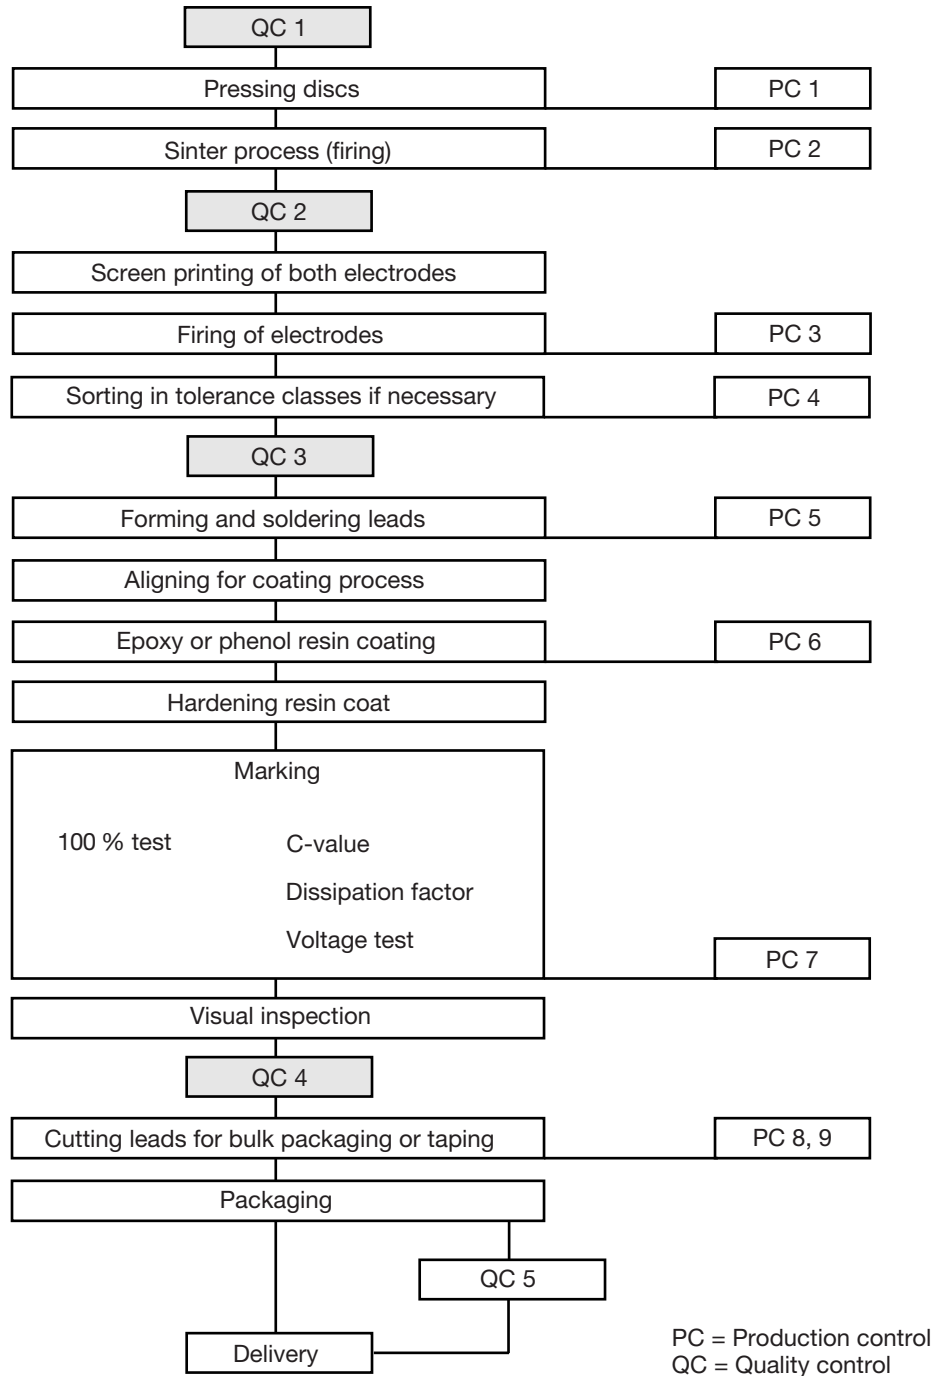 QC 1
Pressing discs
PC 1
Sinter process (firing)
PC 2
QC 2
Screen printing of both electrodes
Firing of electrodes
PC 3
Sorting in tolerance classes if necessary
PC 4
QC 3
Forming and soldering leads
PC 5
Aligning for coating process
Epoxy or phenol resin coating
PC 6
Hardening resin coat
Marking
100 % test
C-value
Dissipation factor
Voltage test
PC 7
Visual inspection
QC 4
Cutting leads for bulk packaging or taping
PC 8, 9
Packaging
QC 5
Delivery
PC = Production control
QC = Quality control